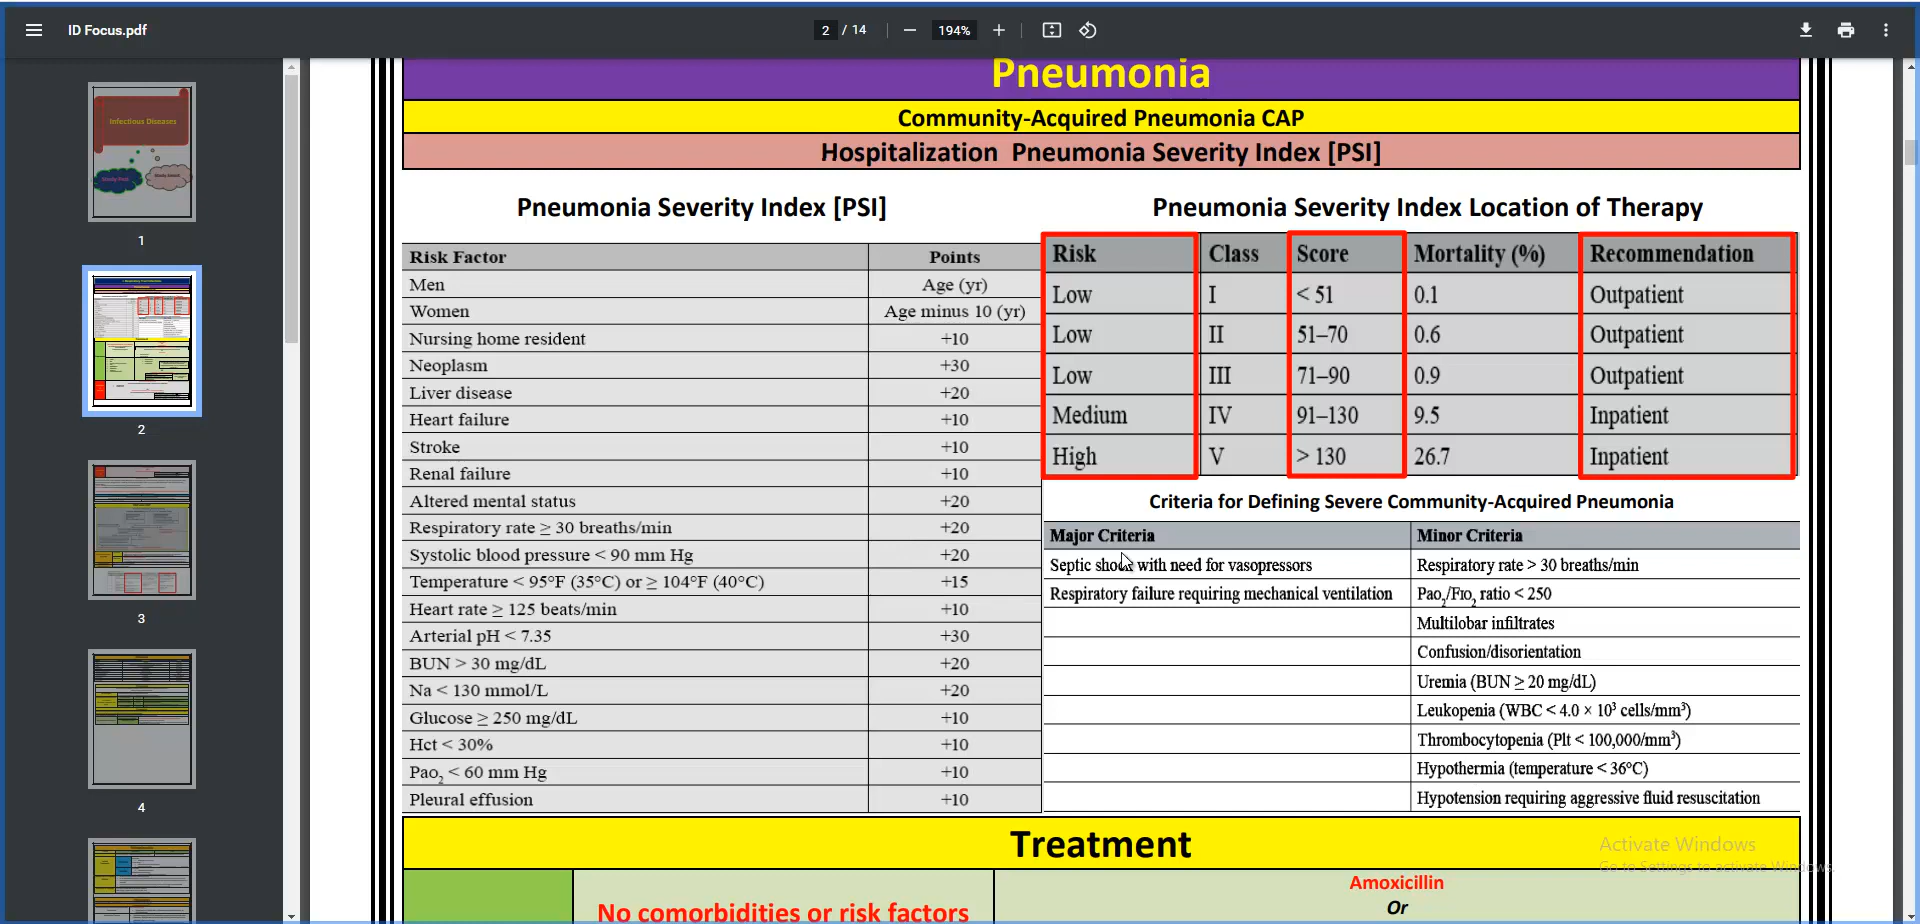 ID Focus.pdf
2 / 14
194%
Infectious Diseases
1
2
3
4
Pneumonia
Community-Acquired Pneumonia CAP
Hospitalization Pneumonia Severity Index [PSI]
Pneumonia Severity Index [PSI]
Risk Factor Points
Men Age (yr)
Women Age minus 10 (yr)
Nursing home resident +10
Neoplasm +30
Liver disease +20
Heart failure +10
Stroke +10
Renal failure +10
Altered mental status +20
Respiratory rate ≥ 30 breaths/min +20
Systolic blood pressure < 90 mm Hg +20
Temperature < 95°F (35°C) or ≥ 104°F (40°C) +15
Heart rate ≥ 125 beats/min +10
Arterial pH < 7.35 +30
BUN > 30 mg/dL +20
Na < 130 mmol/L +20
Glucose ≥ 250 mg/dL +10
Hct < 30% +10
Pao₂ < 60 mm Hg +10
Pleural effusion +10
Pneumonia Severity Index Location of Therapy
Risk Class Score Mortality (%) Recommendation
Low I < 51 0.1 Outpatient
Low II 51–70 0.6 Outpatient
Low III 71–90 0.9 Outpatient
Medium IV 91–130 9.5 Inpatient
High V > 130 26.7 Inpatient
Criteria for Defining Severe Community-Acquired Pneumonia
Major Criteria Minor Criteria
Septic shock with need for vasopressors Respiratory rate > 30 breaths/min
Respiratory failure requiring mechanical ventilation Pao₂/Fio₂ ratio < 250
Multilobar infiltrates
Confusion/disorientation
Uremia (BUN ≥ 20 mg/dL)
Leukopenia (WBC < 4.0 × 10³ cells/mm³)
Thrombocytopenia (Plt < 100,000/mm³)
Hypothermia (temperature < 36°C)
Hypotension requiring aggressive fluid resuscitation
Treatment
No comorbidities or risk factors
Amoxicillin
Or
Activate Windows
Go to Settings to activate Windows.